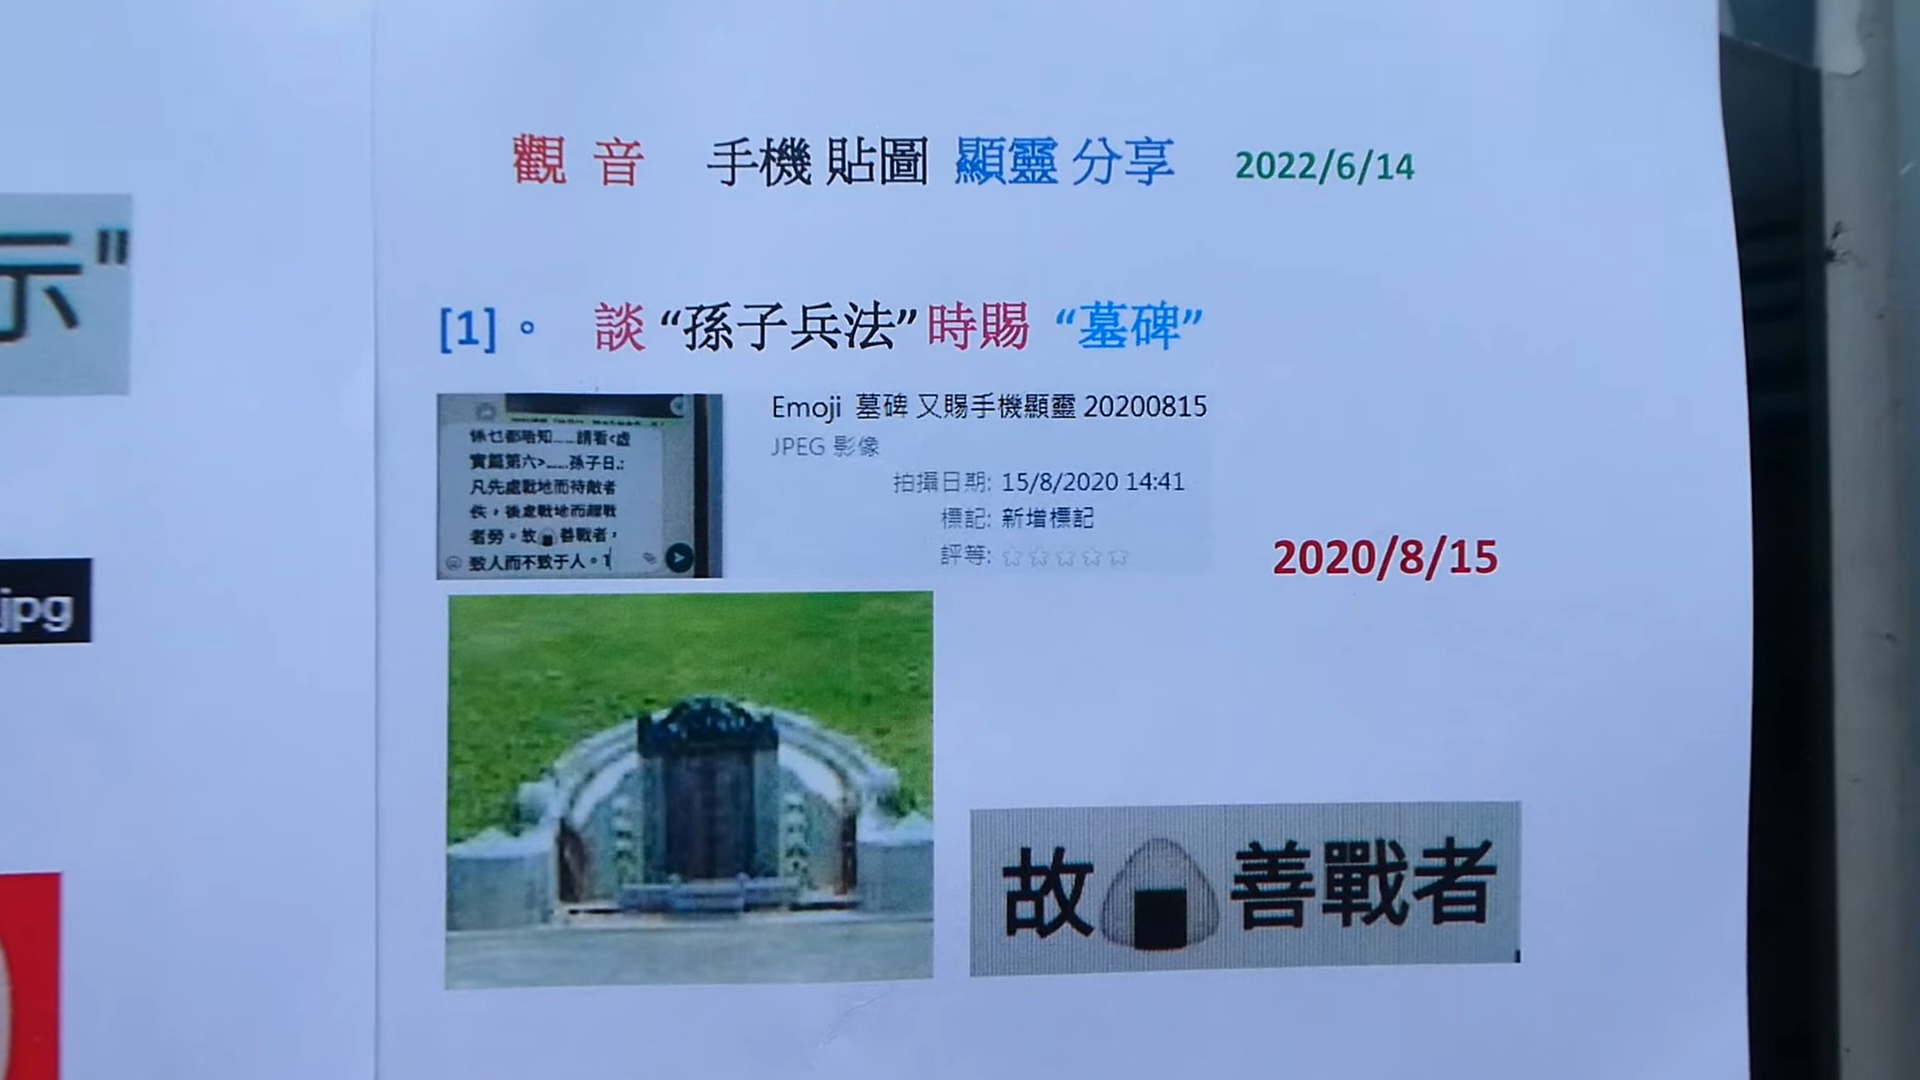 觀 音 手機 貼圖 顯靈 分享 2022/6/14
示"
[1]。 談 “孫子兵法” 時賜 “墓碑”
Emoji 墓碑 又賜手機顯靈 20200815
JPEG 影像
拍攝日期: 15/8/2020 14:41
標記: 新增標記
評等: ☆☆☆☆☆
係乜都唔知......請看<虛
實篇第六>......孫子曰.:
凡先處戰地而待敵者
佚，後處戰地而趨戰
者勞。故🍙善戰者，
致人而不致于人。1
2020/8/15
jpg
故🍙善戰者